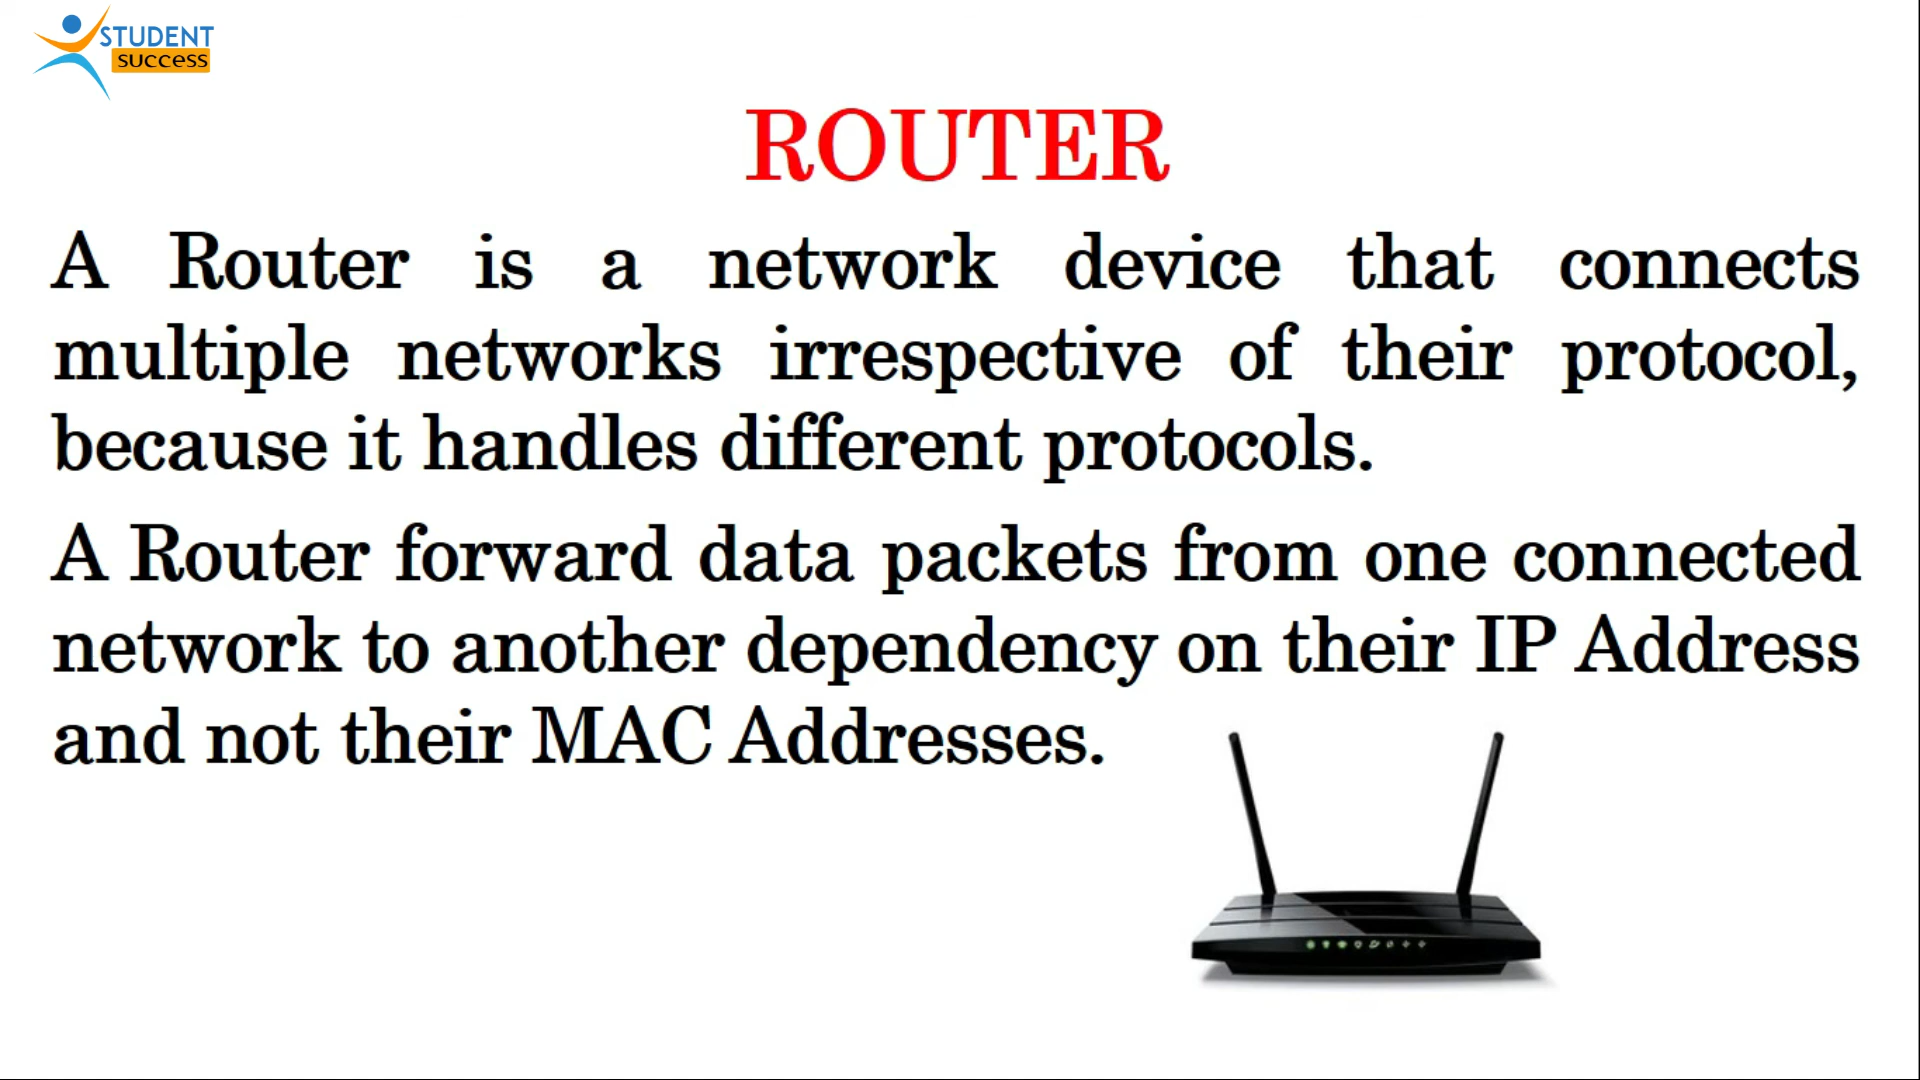 STUDENT
success
ROUTER
A Router is a network device that connects
multiple networks irrespective of their protocol,
because it handles different protocols.
A Router forward data packets from one connected
network to another dependency on their IP Address
and not their MAC Addresses.